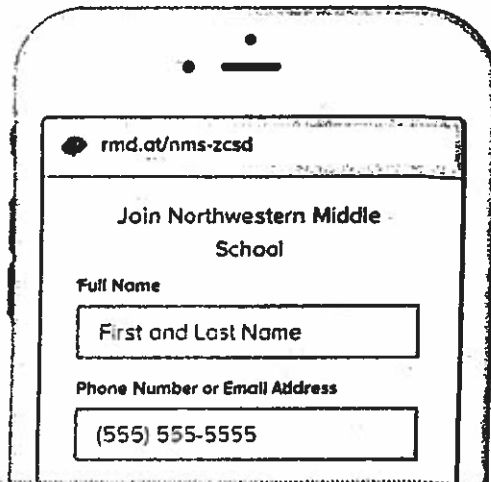 rmd.at/nms-zcsd
Join Northwestern Middle
School
Full Name
First and Last Name
Phone Number or Email Address
(555) 555-5555